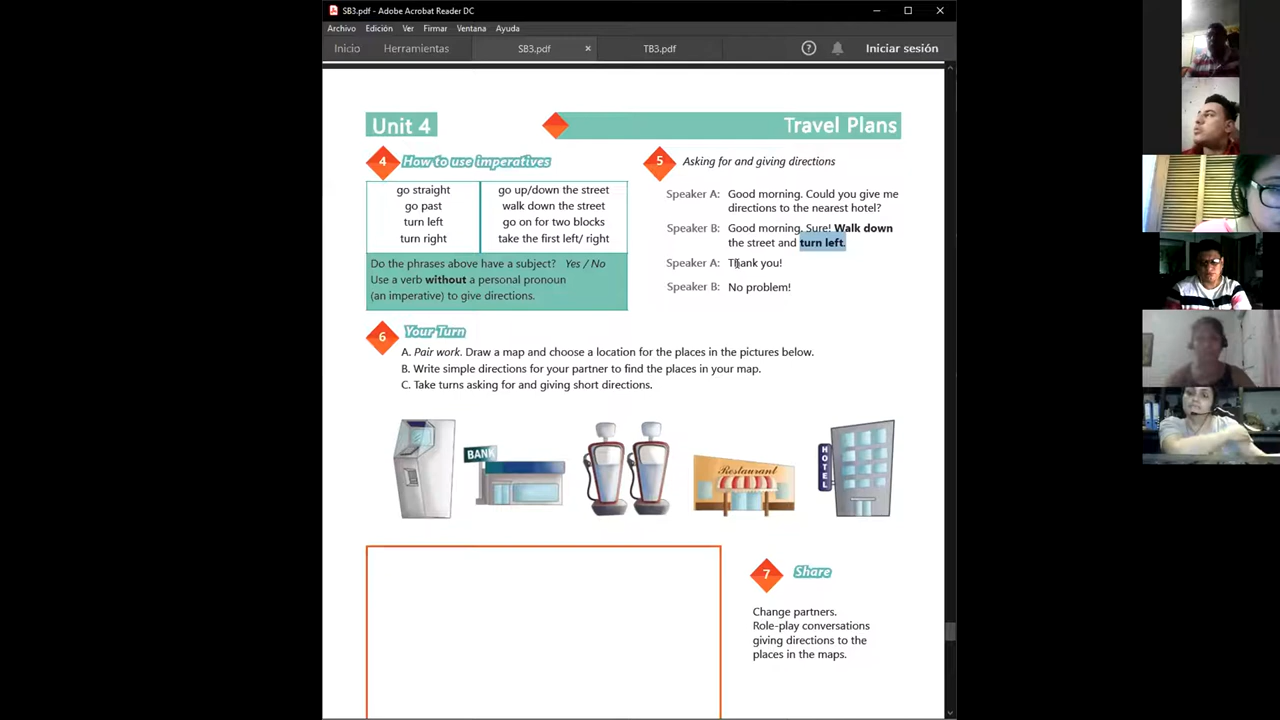 SB3.pdf - Adobe Acrobat Reader DC
Archivo Edición Ver Firmar Ventana Ayuda
Inicio Herramientas SB3.pdf × TB3.pdf Iniciar sesión
Unit 4
Travel Plans
4 How to use imperatives
go straight
go past
turn left
turn right
go up/down the street
walk down the street
go on for two blocks
take the first left/ right
Do the phrases above have a subject? Yes / No
Use a verb without a personal pronoun
(an imperative) to give directions.
5 Asking for and giving directions
Speaker A: Good morning. Could you give me
directions to the nearest hotel?
Speaker B: Good morning. Sure! Walk down
the street and turn left.
Speaker A: Thank you!
Speaker B: No problem!
6 Your Turn
A. Pair work. Draw a map and choose a location for the places in the pictures below.
B. Write simple directions for your partner to find the places in your map.
C. Take turns asking for and giving short directions.
BANK
Restaurant
HOTEL
7 Share
Change partners.
Role-play conversations
giving directions to the
places in the maps.